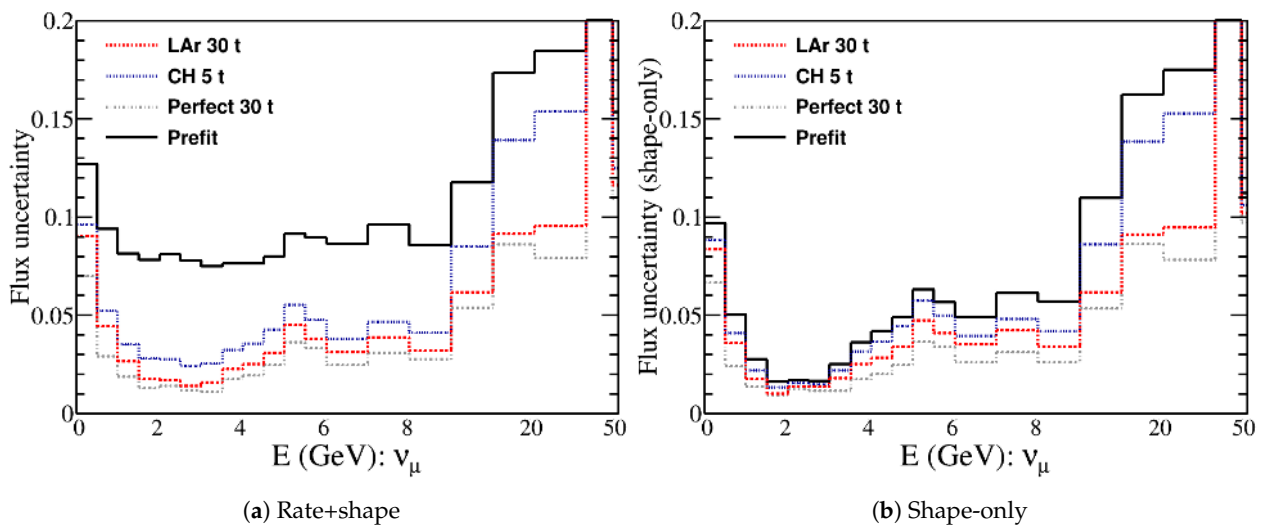 Flux uncertainty
0.2
0.15
0.1
0.05
0
LAr 30 t
CH 5 t
Perfect 30 t
Prefit
0 2 4 6 8 20 50
E (GeV): νμ
(a) Rate+shape
Flux uncertainty (shape-only)
0.2
0.15
0.1
0.05
0
LAr 30 t
CH 5 t
Perfect 30 t
Prefit
0 2 4 6 8 20 50
E (GeV): νμ
(b) Shape-only